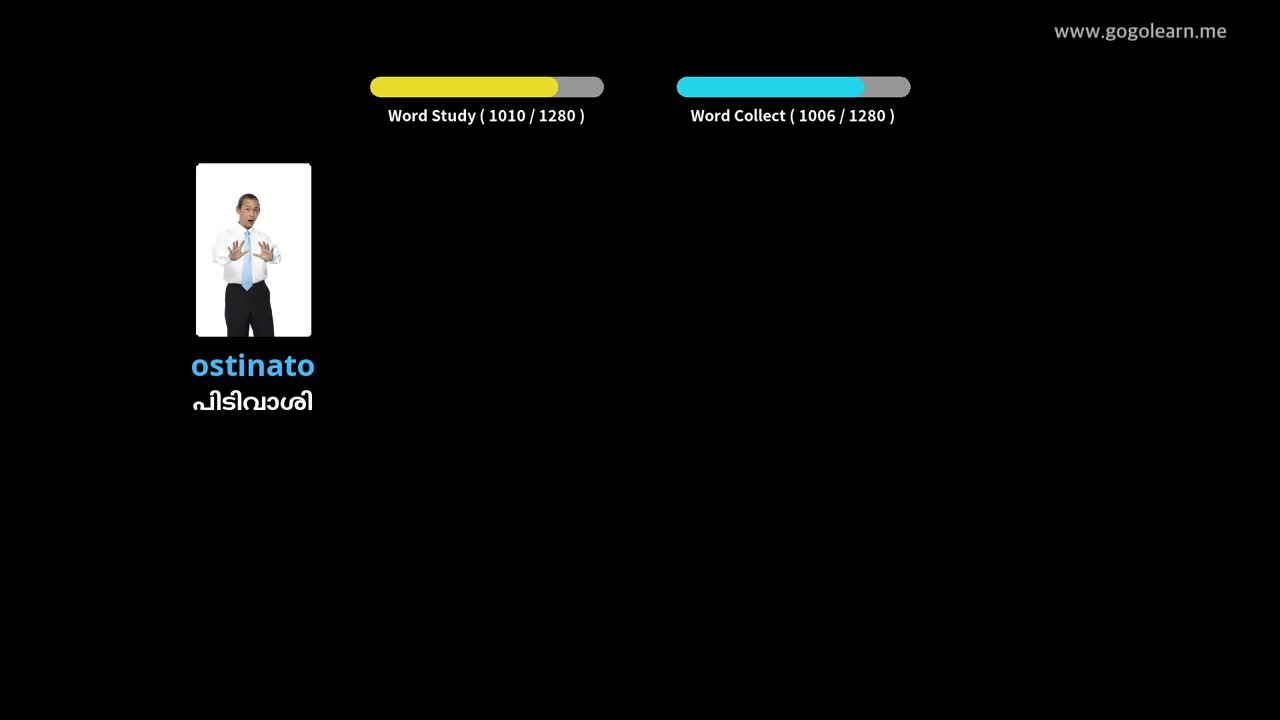 www.gogolearn.me
Word Study ( 1010 / 1280 )
Word Collect ( 1006 / 1280 )
ostinato
പിടിവാശി